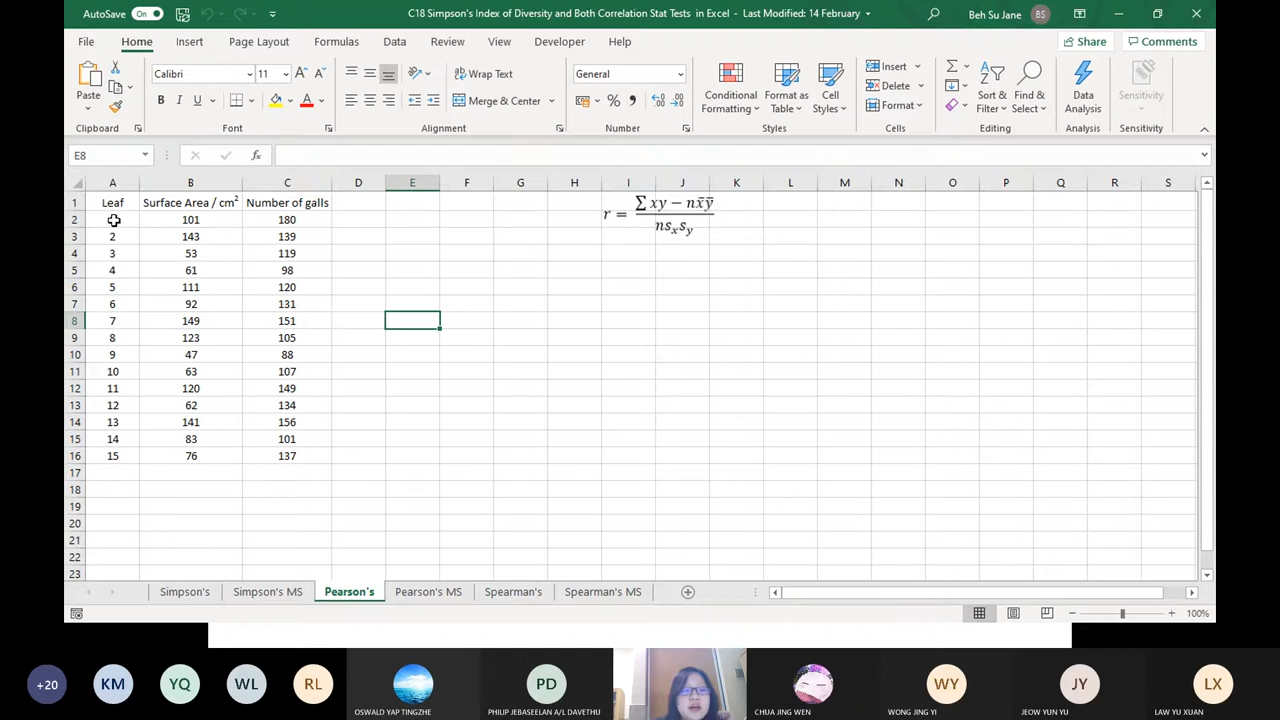 AutoSave On C18 Simpson's Index of Diversity and Both Correlation Stat Tests in Excel – Last Modified: 14 February Beh Su Jane BS
File Home Insert Page Layout Formulas Data Review View Developer Help Share Comments
Paste Calibri 11 A A Wrap Text General Conditional Formatting Format as Table Cell Styles Insert Delete Format Sort & Filter Find & Select Data Analysis Sensitivity
B I U A Merge & Center % 
Clipboard Font Alignment Number Styles Cells Editing Analysis Sensitivity
E8 fx
A B C D E F G H I J K L M N O P Q R S
1 Leaf Surface Area / cm² Number of galls
r = (∑ xy − nx̄ȳ) / (ns_x s_y)
2 101 180
3 2 143 139
4 3 53 119
5 4 61 98
6 5 111 120
7 6 92 131
8 7 149 151
9 8 123 105
10 9 47 88
11 10 63 107
12 11 120 149
13 12 62 134
14 13 141 156
15 14 83 101
16 15 76 137
17
18
19
20
21
22
23
Simpson's Simpson's MS Pearson's Pearson's MS Spearman's Spearman's MS
100%
+20 KM YQ WL RL PD WY JY LX
OSWALD YAP TINGZHE PHILIP JEBASEELAN A/L DAVETHU CHUA JING WEN WONG JING YI JEOW YUN YU LAW YU XUAN